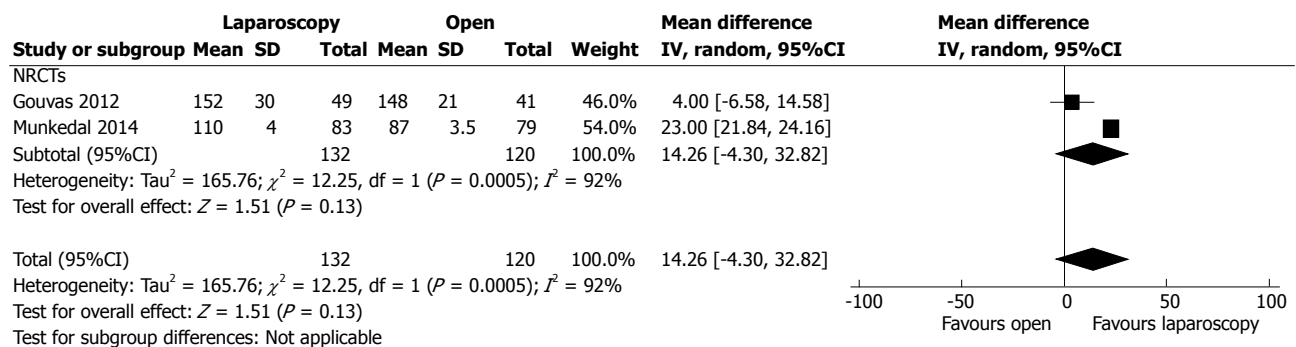 Laparoscopy Open Mean difference Mean difference
Study or subgroup Mean SD Total Mean SD Total Weight IV, random, 95%CI IV, random, 95%CI
NRCTs
Gouvas 2012 152 30 49 148 21 41 46.0% 4.00 [-6.58, 14.58]
Munkedal 2014 110 4 83 87 3.5 79 54.0% 23.00 [21.84, 24.16]
Subtotal (95%CI) 132 120 100.0% 14.26 [-4.30, 32.82]
Heterogeneity: Tau² = 165.76; χ² = 12.25, df = 1 (P = 0.0005); I² = 92%
Test for overall effect: Z = 1.51 (P = 0.13)
Total (95%CI) 132 120 100.0% 14.26 [-4.30, 32.82]
Heterogeneity: Tau² = 165.76; χ² = 12.25, df = 1 (P = 0.0005); I² = 92%
Test for overall effect: Z = 1.51 (P = 0.13)
Test for subgroup differences: Not applicable
-100 -50 0 50 100
Favours open Favours laparoscopy